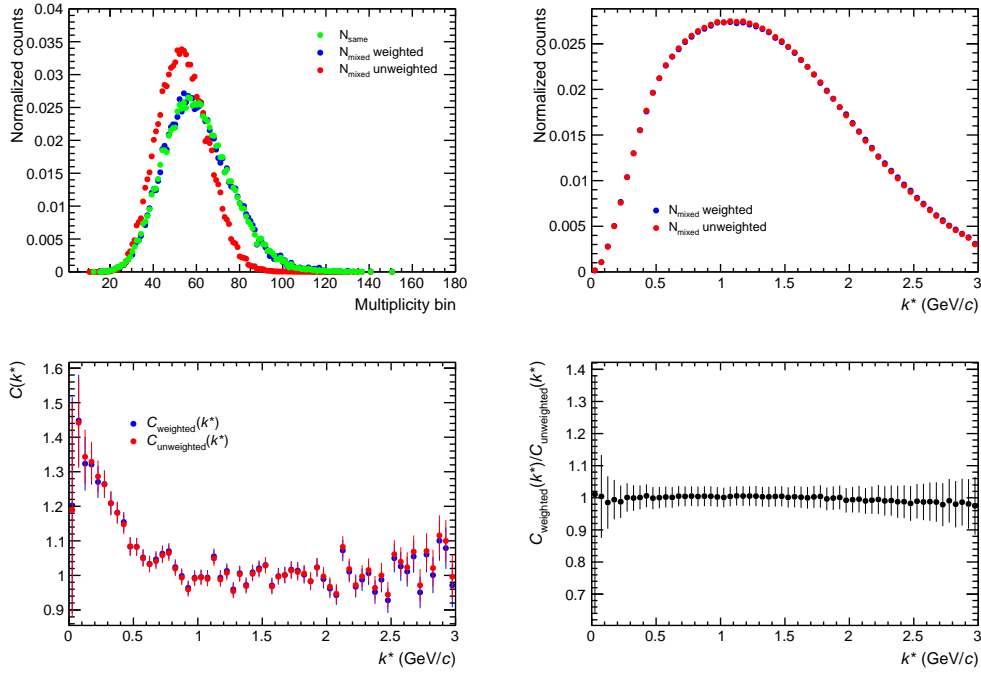 Normalized counts
0.04
0.035
0.03
0.025
0.02
0.015
0.01
0.005
0
N_same
N_mixed weighted
N_mixed unweighted
20 40 60 80 100 120 140 160 180
Multiplicity bin
Normalized counts
0.025
0.02
0.015
0.01
0.005
0
N_mixed weighted
N_mixed unweighted
0 0.5 1 1.5 2 2.5 3
k* (GeV/c)
C(k*)
1.6
1.5
1.4
1.3
1.2
1.1
1
0.9
C_weighted(k*)
C_unweighted(k*)
0 0.5 1 1.5 2 2.5 3
k* (GeV/c)
C_weighted(k*)/C_unweighted(k*)
1.4
1.3
1.2
1.1
1
0.9
0.8
0.7
0 0.5 1 1.5 2 2.5 3
k* (GeV/c)